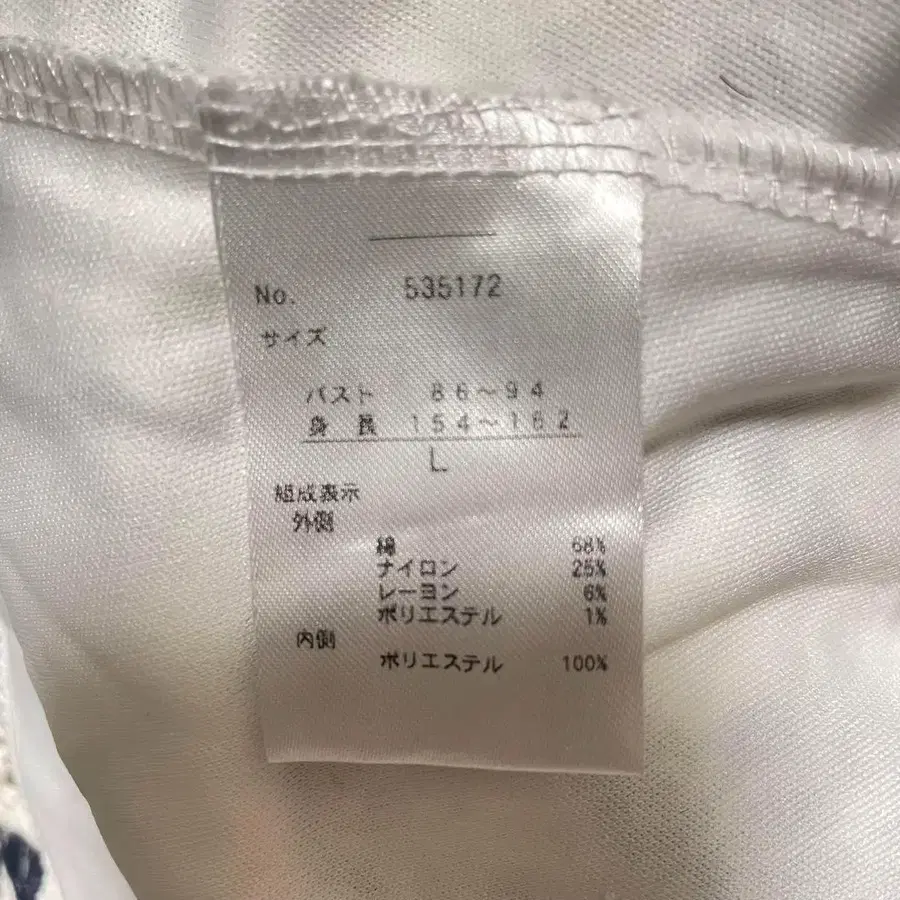 No. 535172
サイズ
バスト 86～94
身長 154～162
L
組成表示
外側
綿 68%
ナイロン 25%
レーヨン 6%
ポリエステル 1%
内側
ポリエステル 100%